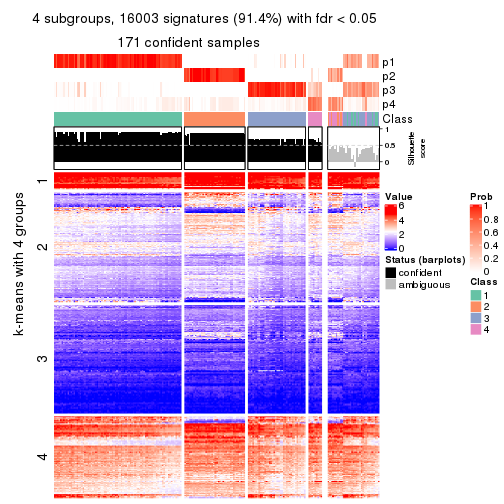 4 subgroups, 16003 signatures (91.4%) with fdr < 0.05
171 confident samples
p1
p2
p3
p4
Class
1
0.5
0
Silhouette
score
k-means with 4 groups
1
2
3
4
Value
6
4
2
0
Status (barplots)
confident
ambiguous
Prob
1
0.8
0.6
0.4
0.2
0
Class
1
2
3
4